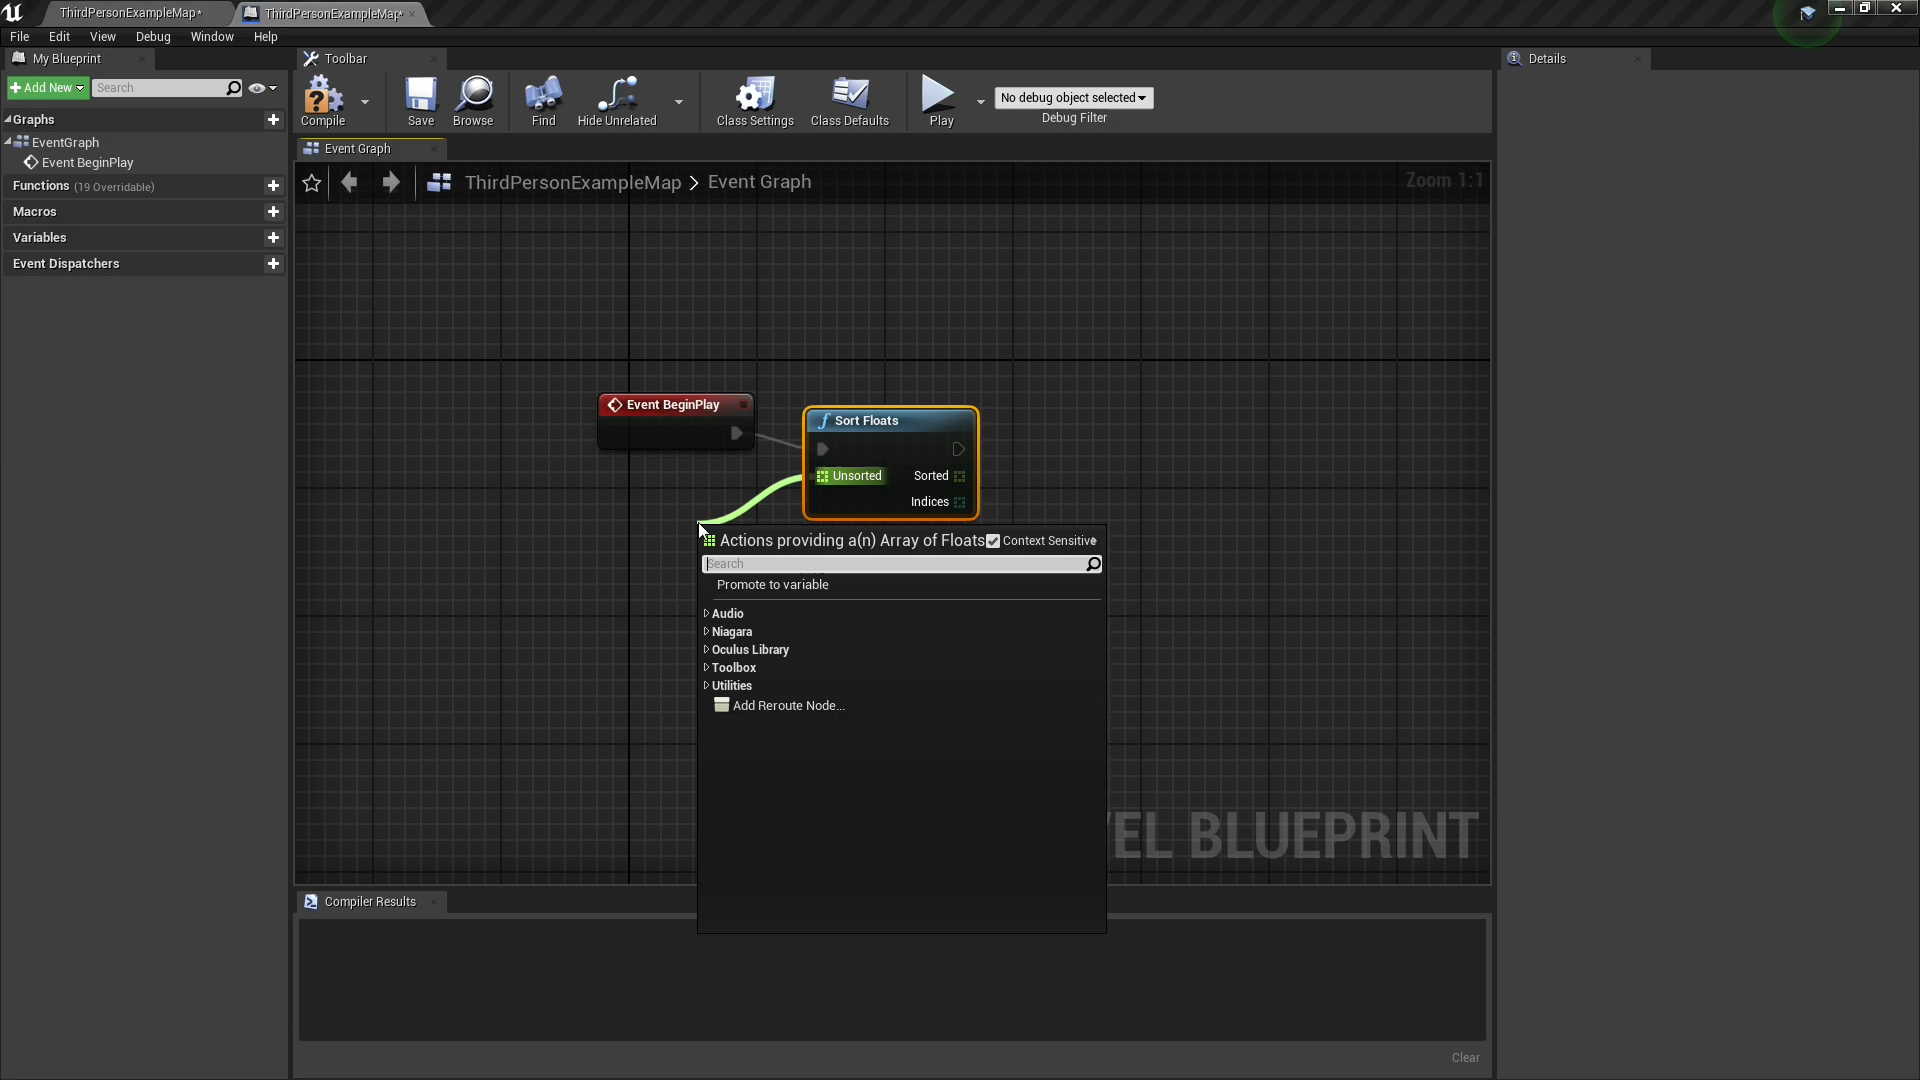 ThirdPersonExampleMap*
ThirdPersonExampleMap*
File Edit View Debug Window Help
My Blueprint
Add New
Search
Graphs
EventGraph
Event BeginPlay
Functions (19 Overridable)
Macros
Variables
Event Dispatchers
Toolbar
Compile
Save
Browse
Find
Hide Unrelated
Class Settings
Class Defaults
Play
No debug object selected
Debug Filter
Details
Event Graph
ThirdPersonExampleMap > Event Graph
Zoom 1:1
Event BeginPlay
f Sort Floats
Unsorted Sorted
Indices
Actions providing a(n) Array of Floats Context Sensitive
Search
Promote to variable
Audio
Niagara
Oculus Library
Toolbox
Utilities
Add Reroute Node...
VEL BLUEPRINT
Compiler Results
Clear